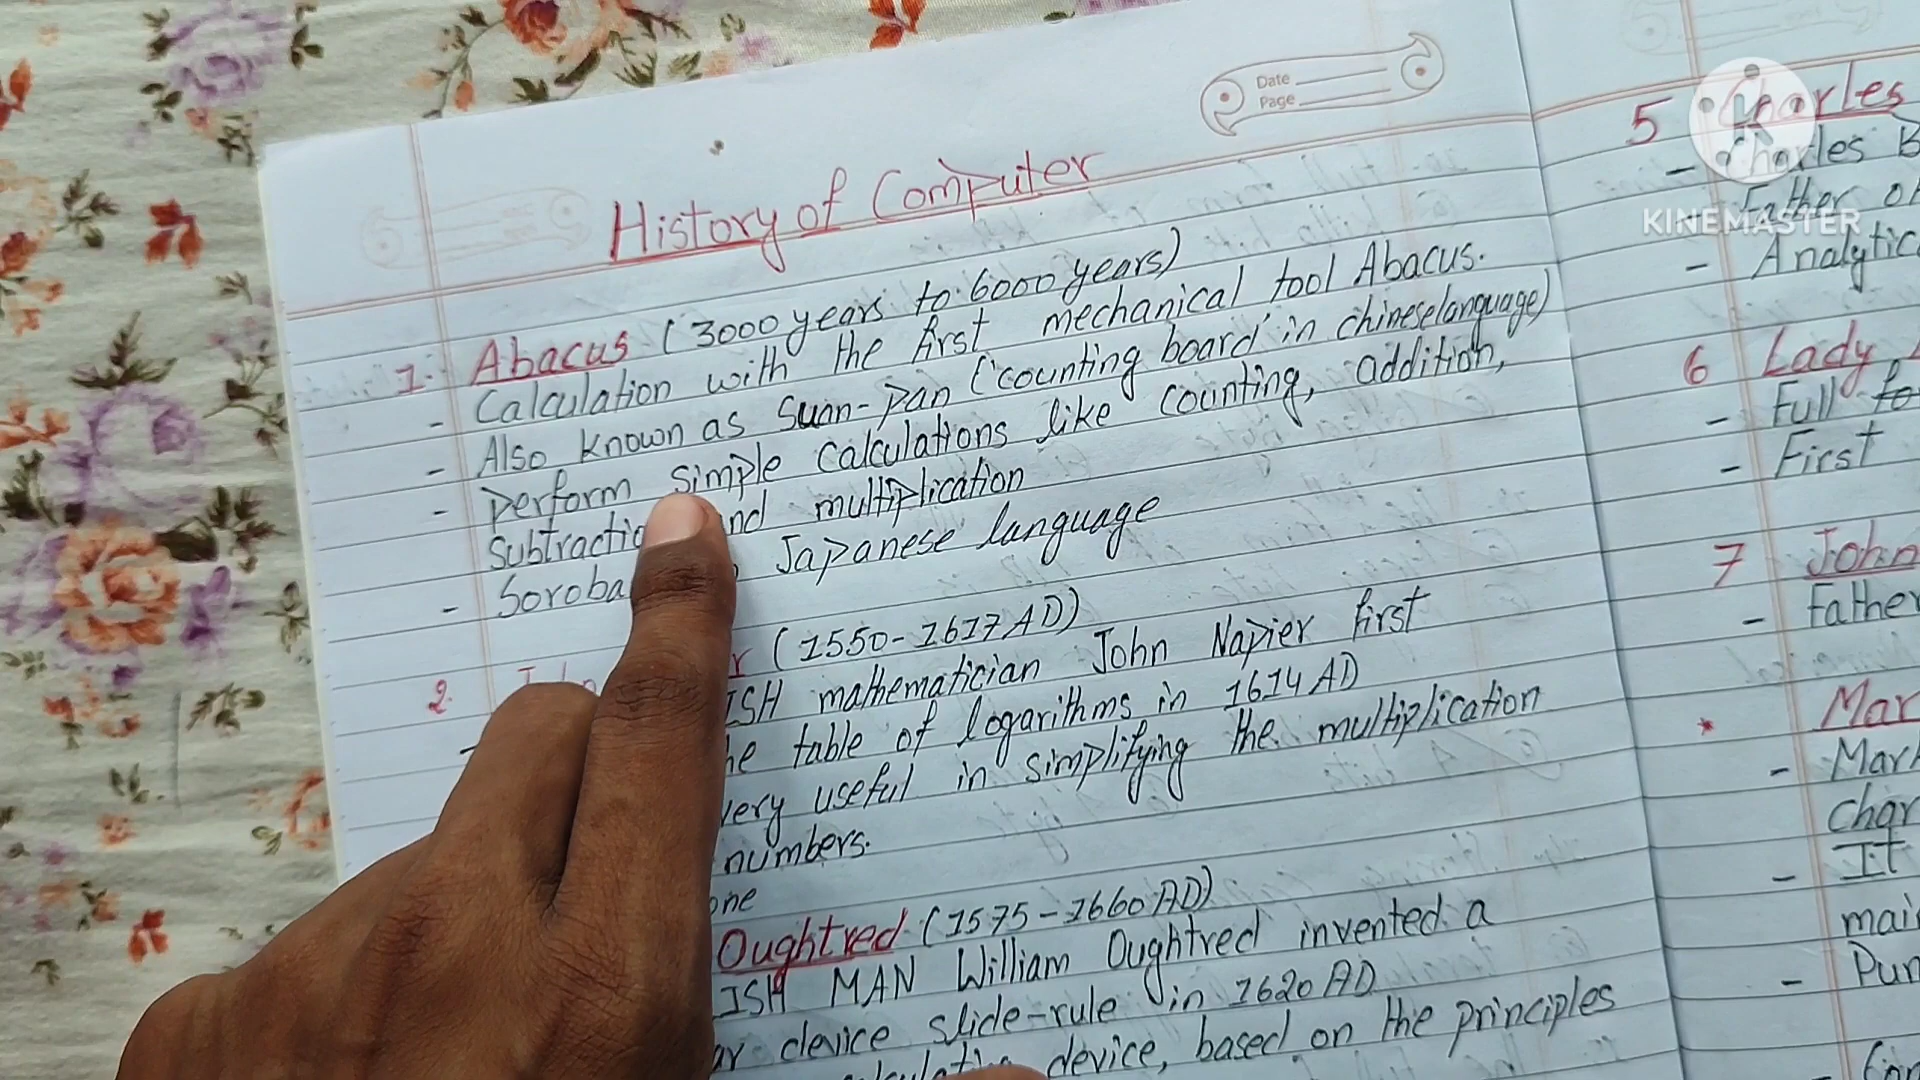 Date
Page
History of Computer
1. Abacus (3000 years to 6000 years)
- Calculation with the first mechanical tool Abacus.
- Also known as Suan-pan ('counting board' in chineselanguage)
- Perform simple calculations like counting, addition,
subtractio nd multiplication
- Soroba Japanese language
2. r (1550-1617 AD)
- ISH mathematician John Napier first
he table of logarithms in 1614 AD
very useful in simplifying the multiplication
numbers.
one
Oughtred (1575-1660 AD)
ISH MAN William Oughtred invented a
ar device slide-rule in 1620 AD
device, based on the principles
5 Charles
- Charles B
Father of
- Analytic
6 Lady
- Full
- First
7 John
- Father
* Mar
- Mark
char
- It
mai
- Pun
KINEMASTER